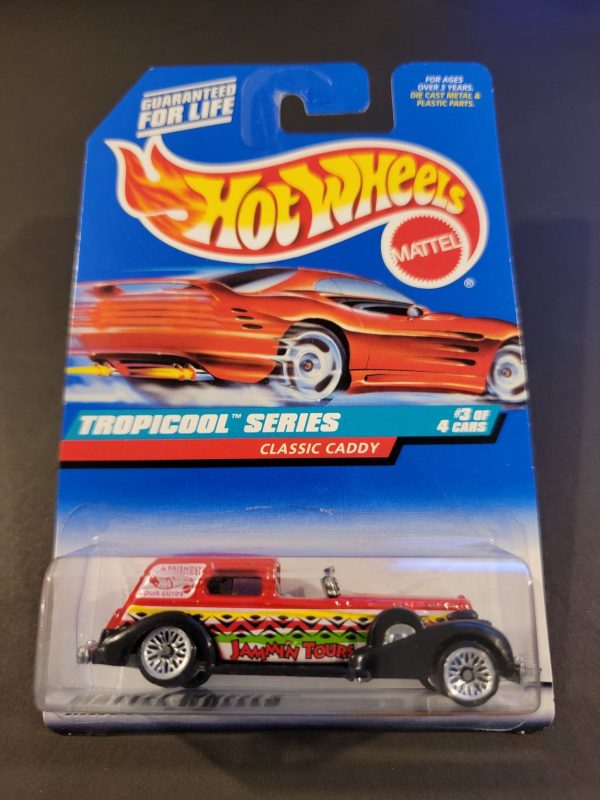 GUARANTEED
FOR LIFE
FOR AGES
OVER 3 YEARS.
DIE CAST METAL &
PLASTIC PARTS.
HOT WHEELS
MATTEL
®
TROPICOOL™ SERIES
#3 OF
4 CARS
CLASSIC CADDY
A FRIENDLY
TOUR GUIDE
JAMMIN TOURS